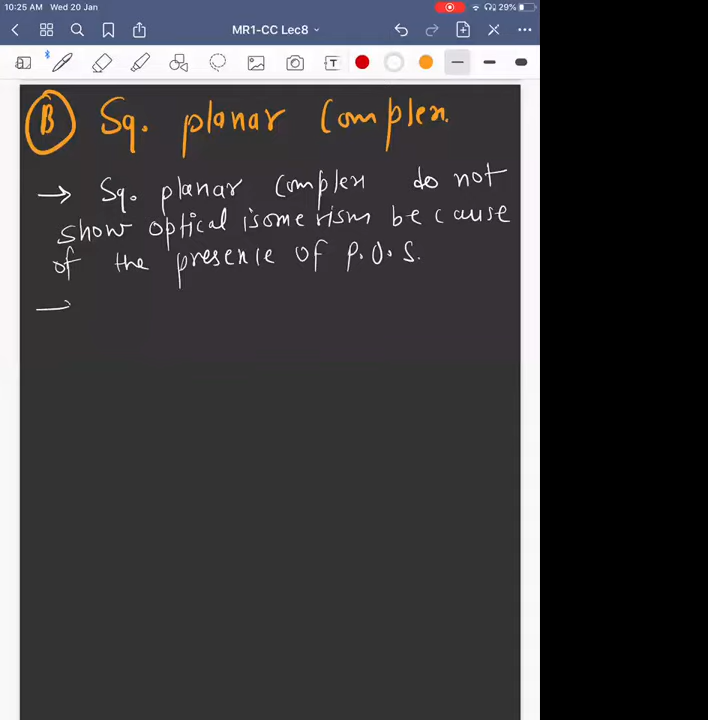 10:25 AM Wed 20 Jan
29%
MR1-CC Lec8
T
B Sq. planar Complex.
→ Sq. planar Complex do not
show optical isomerism because
of the presence of P.O.S.